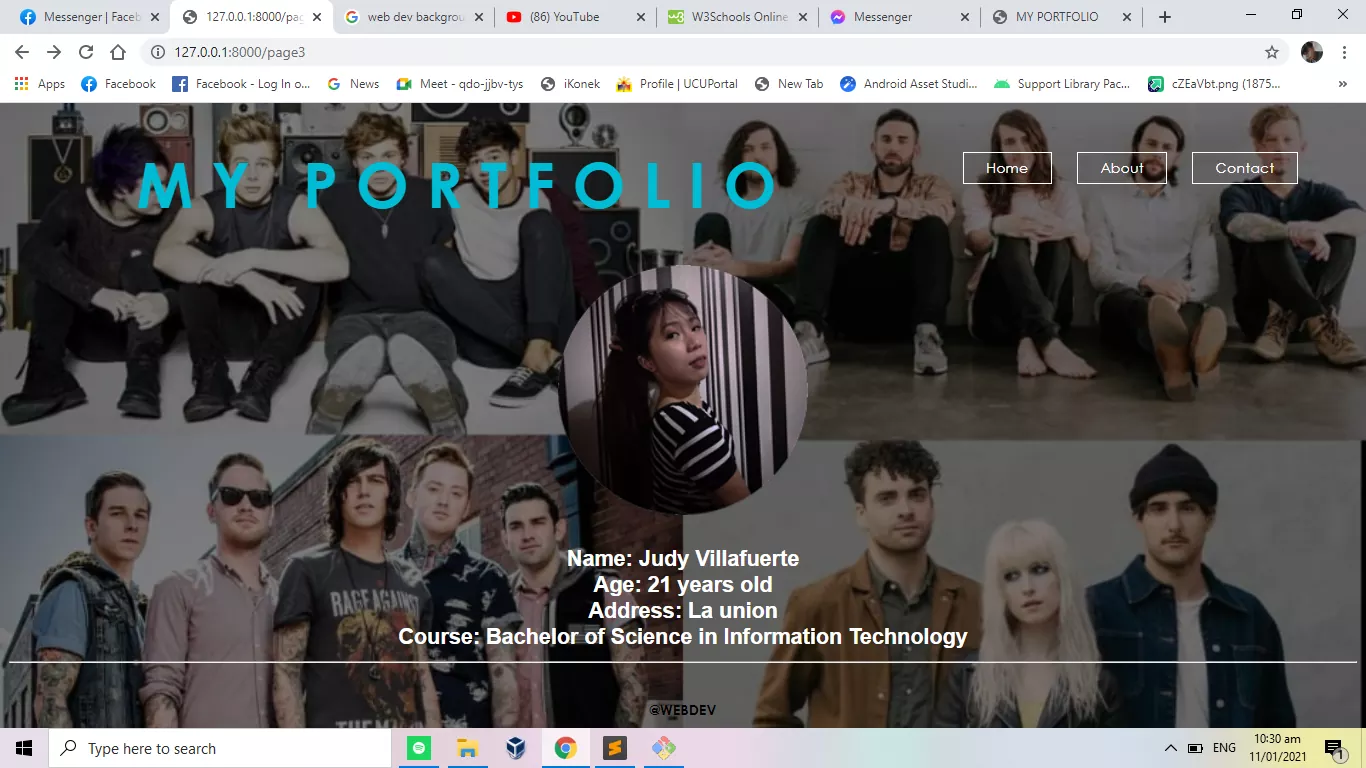 Messenger | Faceb
127.0.0.1:8000/pag
web dev backgrou
(86) YouTube
W3Schools Online
Messenger
MY PORTFOLIO
127.0.0.1:8000/page3
Apps
Facebook
Facebook - Log In o...
News
Meet - qdo-jjbv-tys
iKonek
Profile | UCUPortal
New Tab
Android Asset Studi...
Support Library Pac...
cZEaVbt.png (1875...
»
MY PORTFOLIO
Home
About
Contact
RAGE AGAINST
THE M
Name: Judy Villafuerte
Age: 21 years old
Address: La union
Course: Bachelor of Science in Information Technology
@WEBDEV
Type here to search
ENG
10:30 am
11/01/2021
1